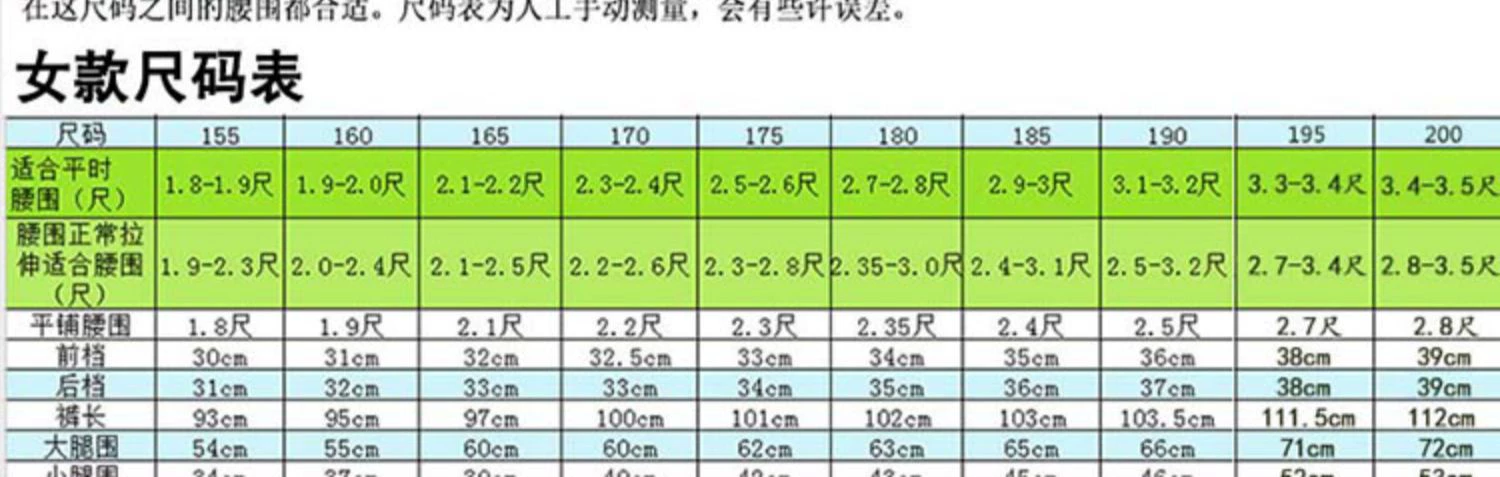 在这尺码之间的腰围都合适。尺码表为人工手动测量，会有些许误差。
女款尺码表
尺码 155 160 165 170 175 180 185 190 195 200
适合平时
腰围（尺） 1.8-1.9尺 1.9-2.0尺 2.1-2.2尺 2.3-2.4尺 2.5-2.6尺 2.7-2.8尺 2.9-3尺 3.1-3.2尺 3.3-3.4尺 3.4-3.5尺
腰围正常拉
伸适合腰围 1.9-2.3尺 2.0-2.4尺 2.1-2.5尺 2.2-2.6尺 2.3-2.8尺 2.35-3.0尺 2.4-3.1尺 2.5-3.2尺 2.7-3.4尺 2.8-3.5尺
（尺）
平铺腰围 1.8尺 1.9尺 2.1尺 2.2尺 2.3尺 2.35尺 2.4尺 2.5尺 2.7尺 2.8尺
前档 30cm 31cm 32cm 32.5cm 33cm 34cm 35cm 36cm 38cm 39cm
后档 31cm 32cm 33cm 33cm 34cm 35cm 36cm 37cm 38cm 39cm
裤长 93cm 95cm 97cm 100cm 101cm 102cm 103cm 103.5cm 111.5cm 112cm
大腿围 54cm 55cm 60cm 60cm 62cm 63cm 65cm 66cm 71cm 72cm
小腿围